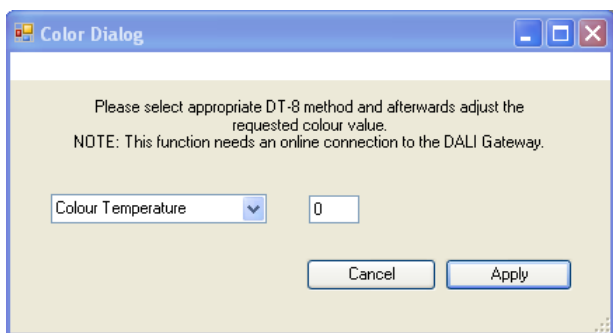 Color Dialog
Please select appropriate DT-8 method and afterwards adjust the
requested colour value.
NOTE: This function needs an online connection to the DALI Gateway.
Colour Temperature 0
Cancel Apply